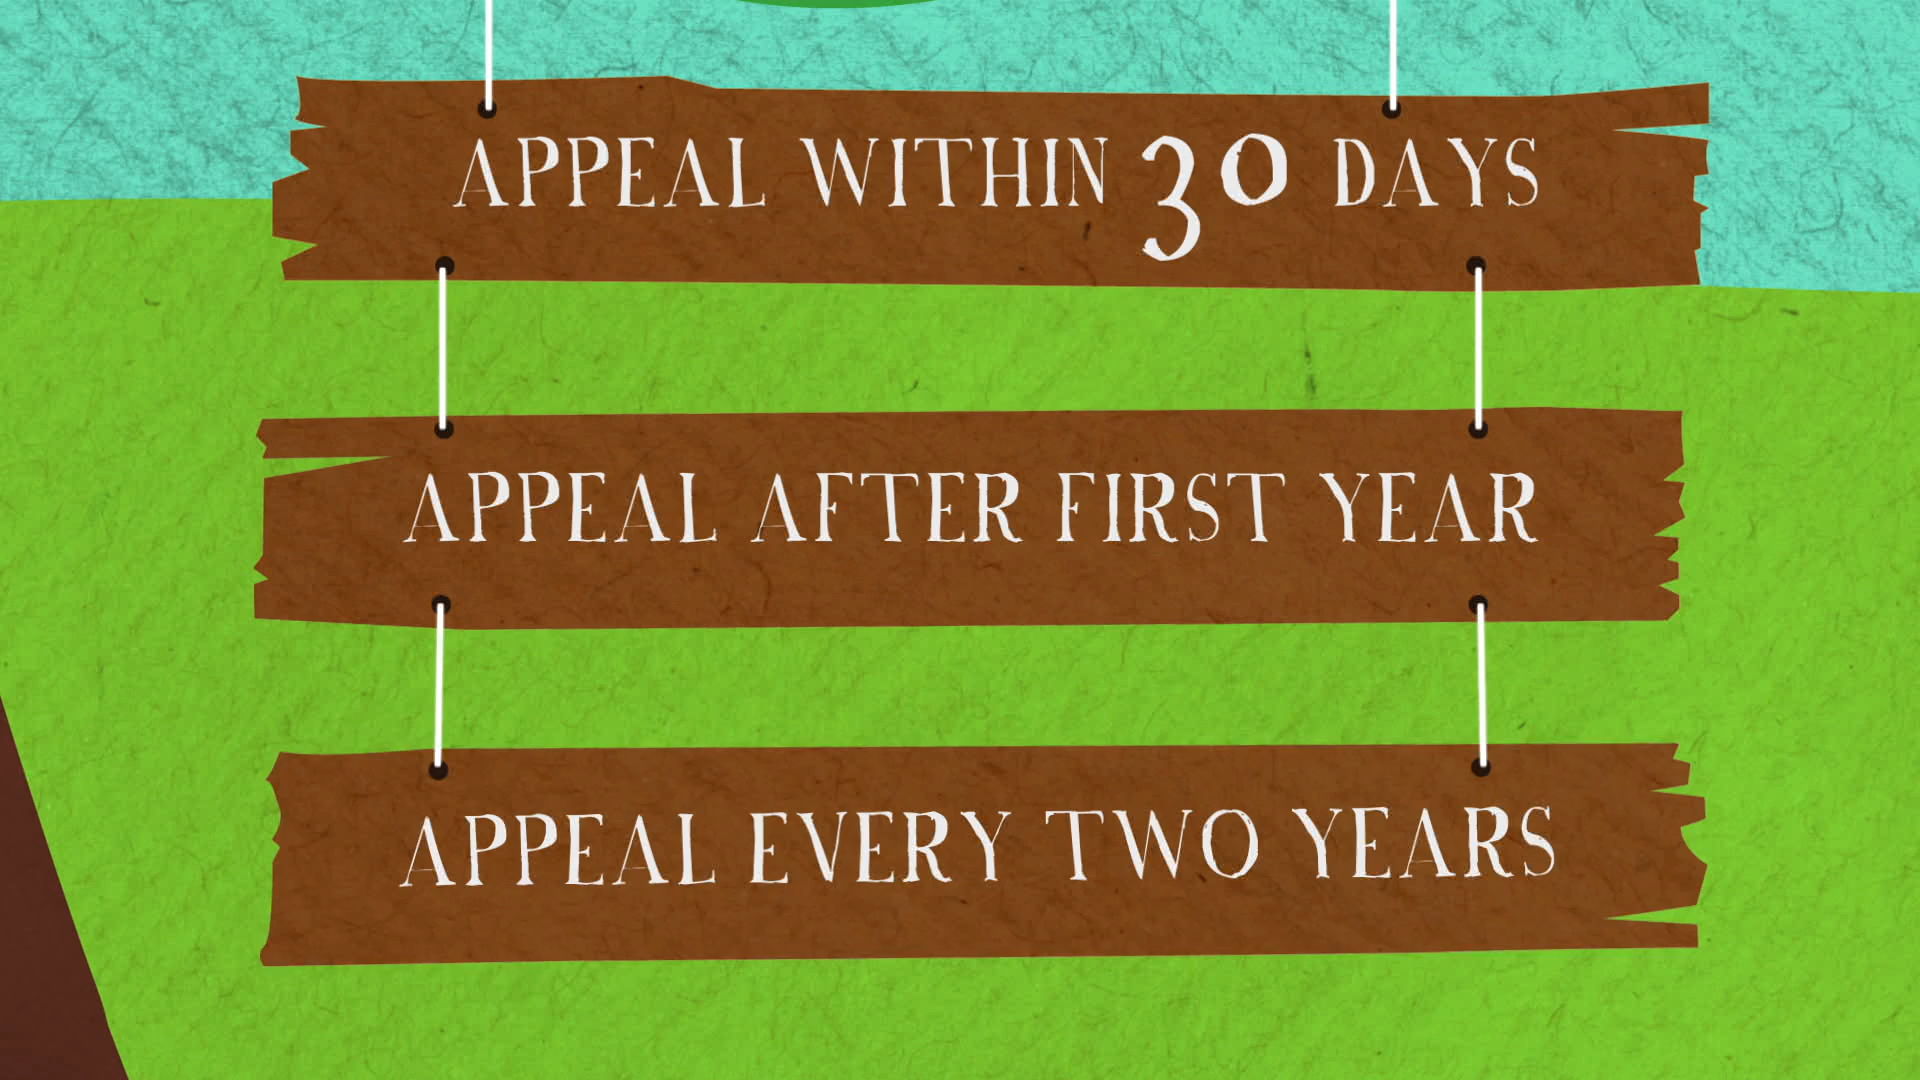 APPEAL WITHIN 30 DAYS
APPEAL AFTER FIRST YEAR
APPEAL EVERY TWO YEARS